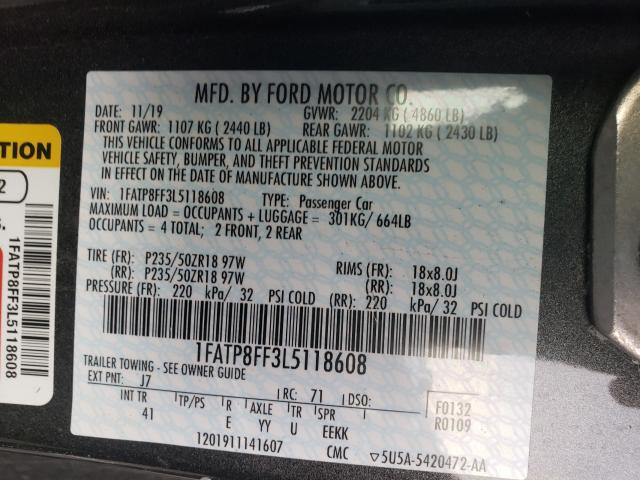 MFD. BY FORD MOTOR CO.
DATE: 11/19 GVWR: 2204 KG ( 4860 LB)
FRONT GAWR: 1107 KG ( 2440 LB) REAR GAWR: 1102 KG ( 2430 LB)
THIS VEHICLE CONFORMS TO ALL APPLICABLE FEDERAL MOTOR
VEHICLE SAFETY, BUMPER, AND THEFT PREVENTION STANDARDS
IN EFFECT ON THE DATE OF MANUFACTURE SHOWN ABOVE.
VIN: 1FATP8FF3L5118608 TYPE: Passenger Car
MAXIMUM LOAD = OCCUPANTS + LUGGAGE = 301KG/ 664LB
OCCUPANTS = 4 TOTAL; 2 FRONT, 2 REAR
TIRE (FR): P235/50ZR18 97W RIMS (FR): 18x8.0J
(RR): P235/50ZR18 97W (RR): 18x8.0J
PRESSURE (FR): 220 kPa/ 32 PSI COLD (RR): 220 kPa/ 32 PSI COLD
1FATP8FF3L5118608
TRAILER TOWING - SEE OWNER GUIDE
EXT PNT: J7 RC: 71 DSO:
INT TR TP/PS R AXLE TR SPR F0132
41 E YY U EEKK R0109
1201911141607 CMC ▽5U5A-5420472-AA
TION
2
1FATP8FF3L5118608